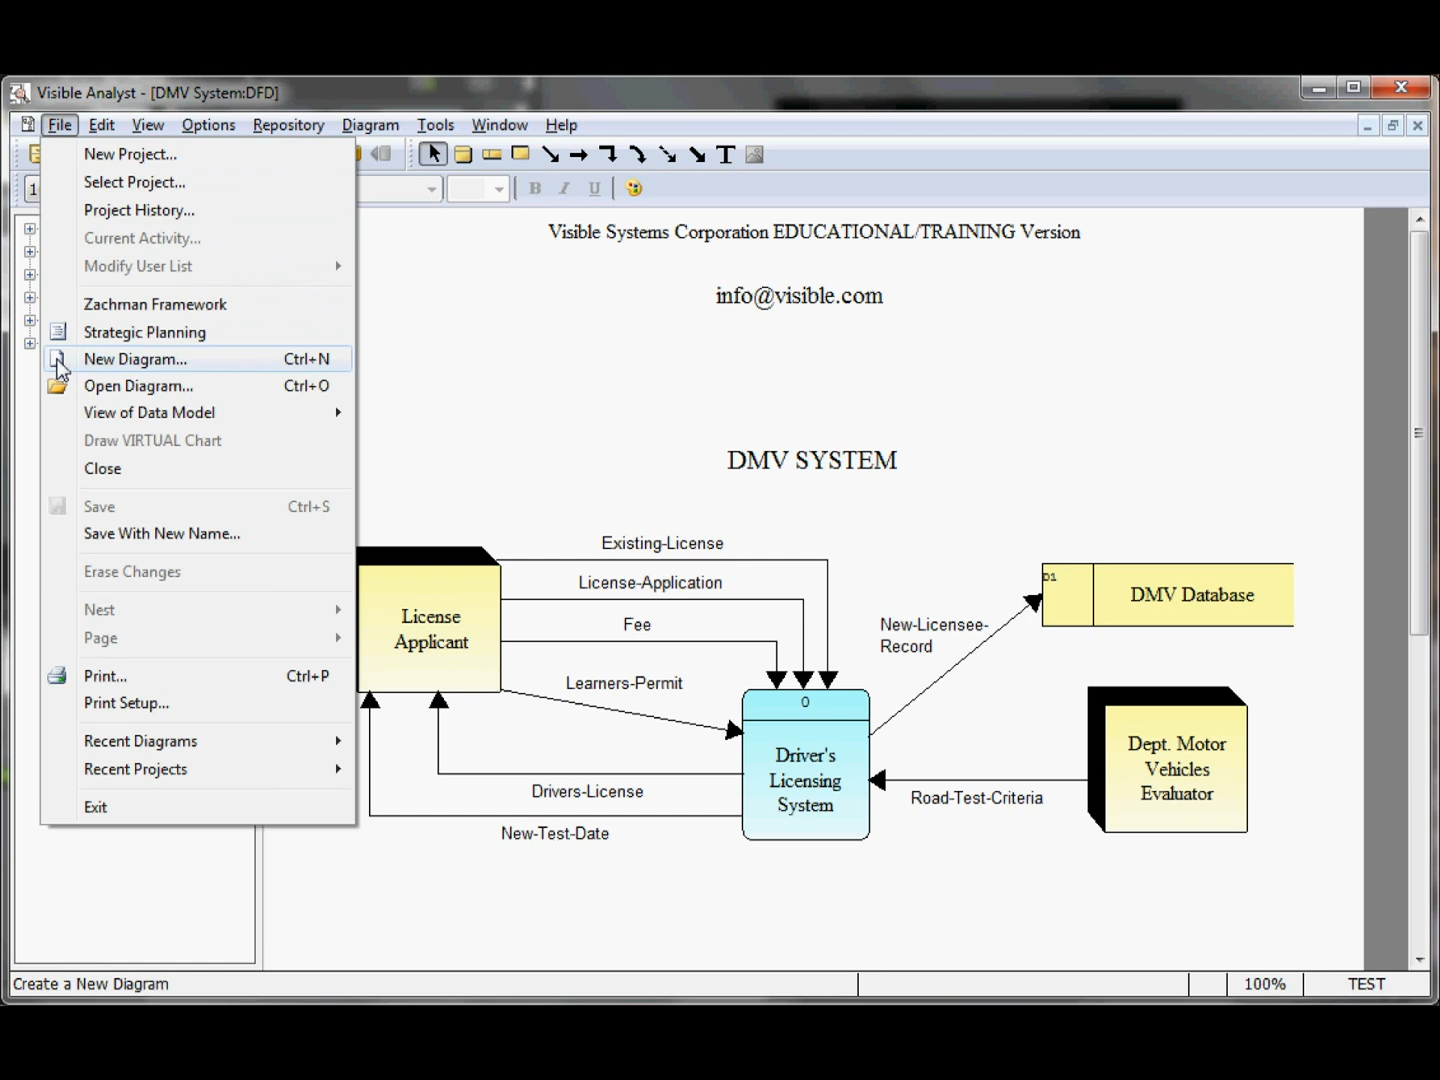 Visible Analyst - [DMV System:DFD]
File Edit View Options Repository Diagram Tools Window Help
New Project...
Select Project...
Project History...
Current Activity...
Modify User List
Zachman Framework
Strategic Planning
New Diagram... Ctrl+N
Open Diagram... Ctrl+O
View of Data Model
Draw VIRTUAL Chart
Close
Save Ctrl+S
Save With New Name...
Erase Changes
Nest
Page
Print... Ctrl+P
Print Setup...
Recent Diagrams
Recent Projects
Exit
B I U
Visible Systems Corporation EDUCATIONAL/TRAINING Version
info@visible.com
DMV SYSTEM
Existing-License
License-Application
Fee
Learners-Permit
License
Applicant
Drivers-License
New-Test-Date
0
Driver's
Licensing
System
New-Licensee-
Record
D1
DMV Database
Road-Test-Criteria
Dept. Motor
Vehicles
Evaluator
Create a New Diagram
100%
TEST